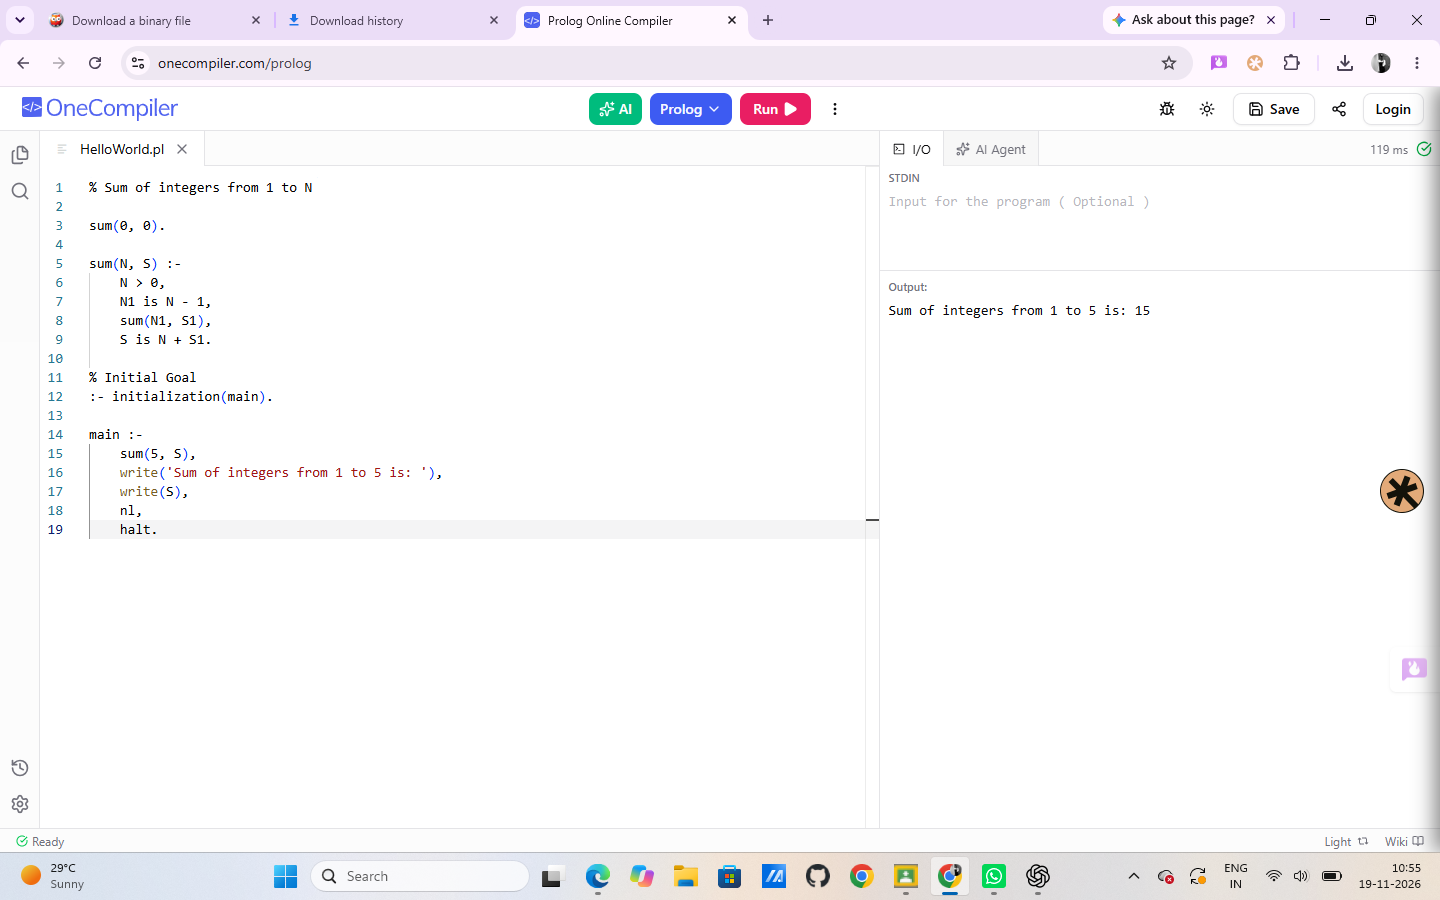 Download a binary file
Download history
Prolog Online Compiler
Ask about this page?
onecompiler.com/prolog
OneCompiler
AI
Prolog
Run
Save
Login
HelloWorld.pl
I/O
AI Agent
119 ms
1 % Sum of integers from 1 to N
2
3 sum(0, 0).
4
5 sum(N, S) :-
6 N > 0,
7 N1 is N - 1,
8 sum(N1, S1),
9 S is N + S1.
10
11 % Initial Goal
12 :- initialization(main).
13
14 main :-
15 sum(5, S),
16 write('Sum of integers from 1 to 5 is: '),
17 write(S),
18 nl,
19 halt.
STDIN
Input for the program ( Optional )
Output:
Sum of integers from 1 to 5 is: 15
Ready
Light
Wiki
29°C
Sunny
Search
ENG
IN
10:55
19-11-2026